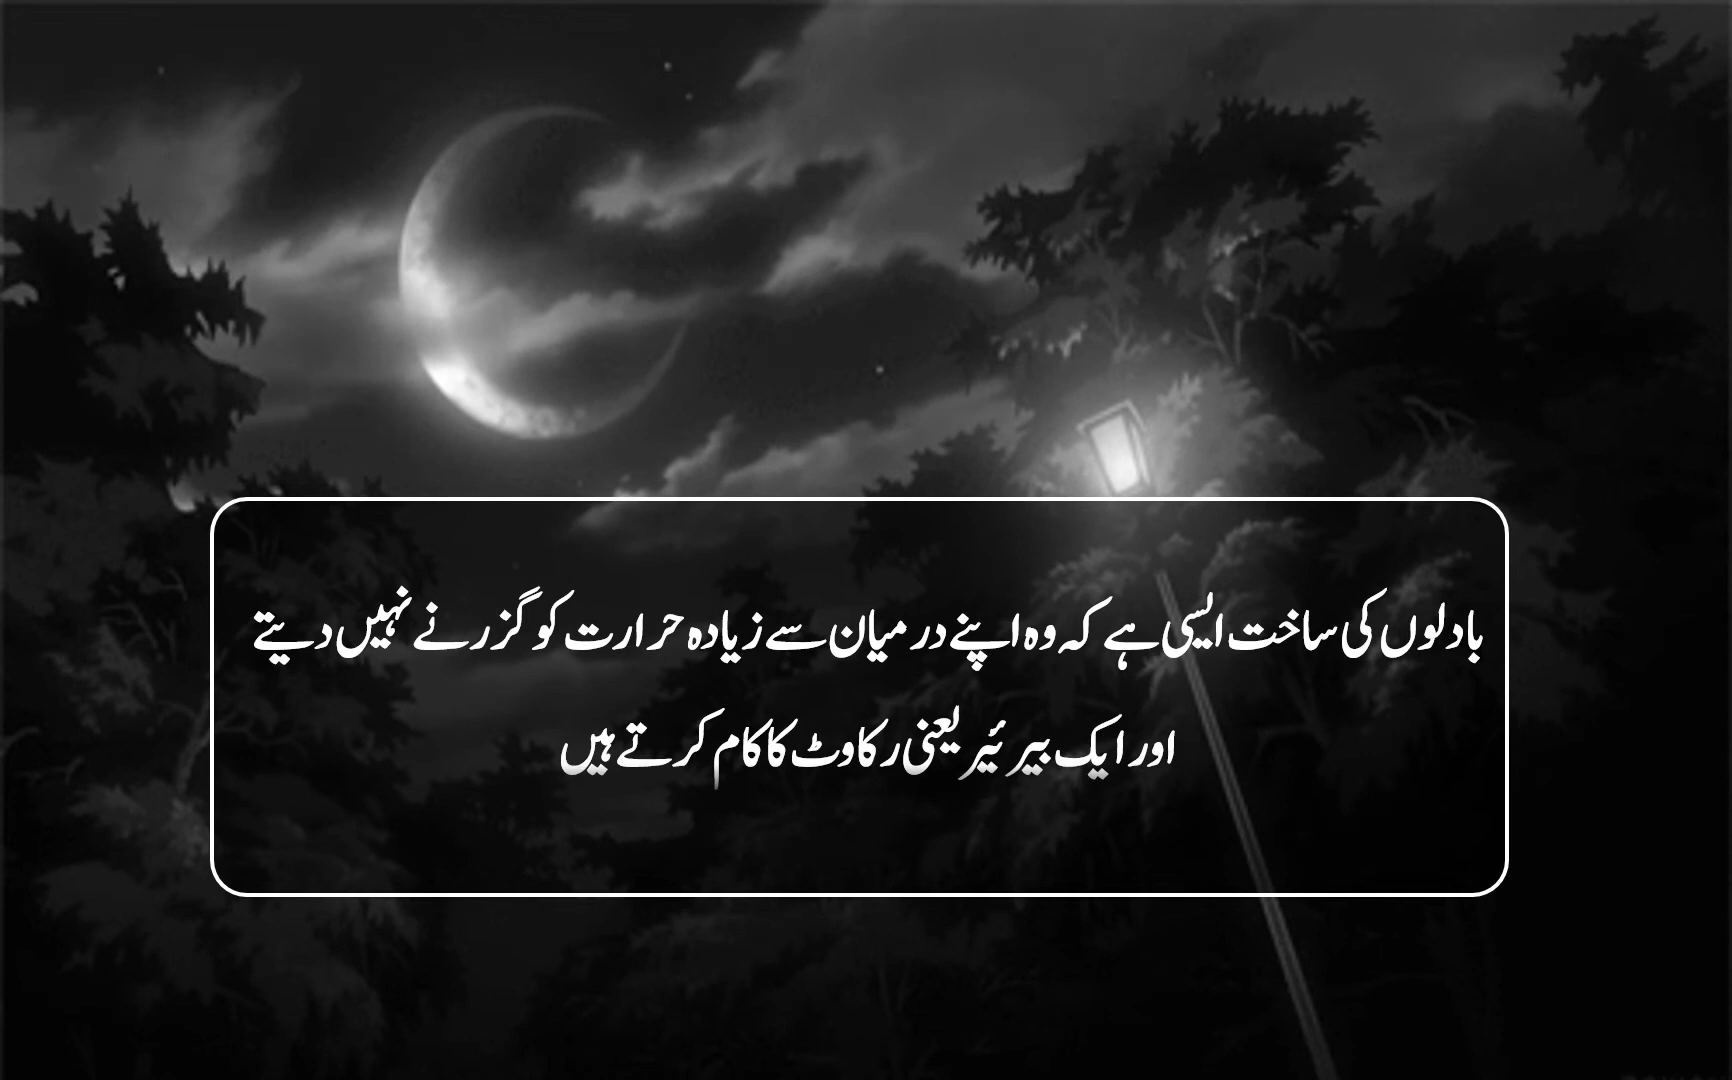 بادلوں کی ساخت ایسی ہے کہ وہ اپنے درمیان سے زیادہ حرارت کو گزرنے نہیں دیتے
اور ایک بیرئیر یعنی رکاوٹ کا کام کرتے ہیں